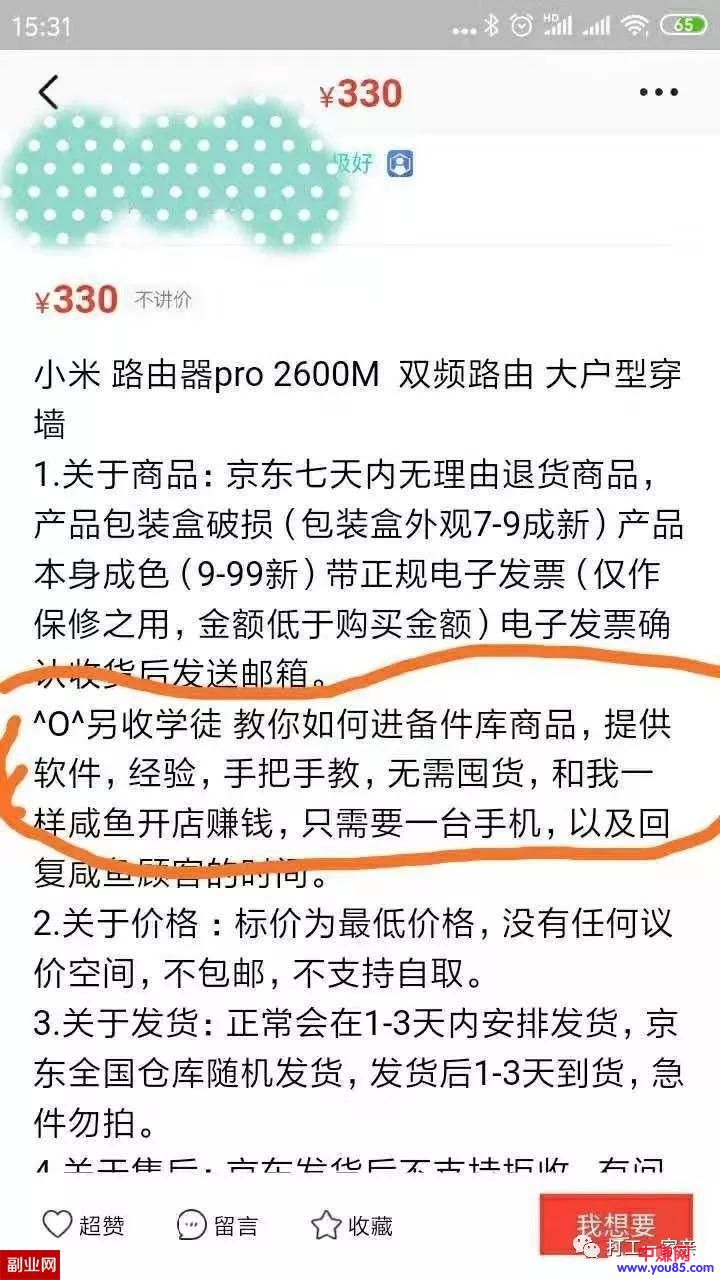 15:31
HD
65
¥330
极好
¥330 不讲价
小米 路由器pro 2600M 双频路由 大户型穿
墙
1.关于商品：京东七天内无理由退货商品，
产品包装盒破损（包装盒外观7-9成新）产品
本身成色（9-99新）带正规电子发票（仅作
保修之用，金额低于购买金额）电子发票确
认收货后发送邮箱。
^O^另收学徒 教你如何进备件库商品，提供
软件，经验，手把手教，无需囤货，和我一
样咸鱼开店赚钱，只需要一台手机，以及回
复咸鱼顾客的时间。
2.关于价格：标价为最低价格，没有任何议
价空间，不包邮，不支持自取。
3.关于发货：正常会在1-3天内安排发货，京
东全国仓库随机发货，发货后1-3天到货，急
件勿拍。
4.关于售后：京东发货后不支持拒收，有问
超赞 留言 收藏 我想要
打工一家亲
副业网
中赚网
www.you85.com